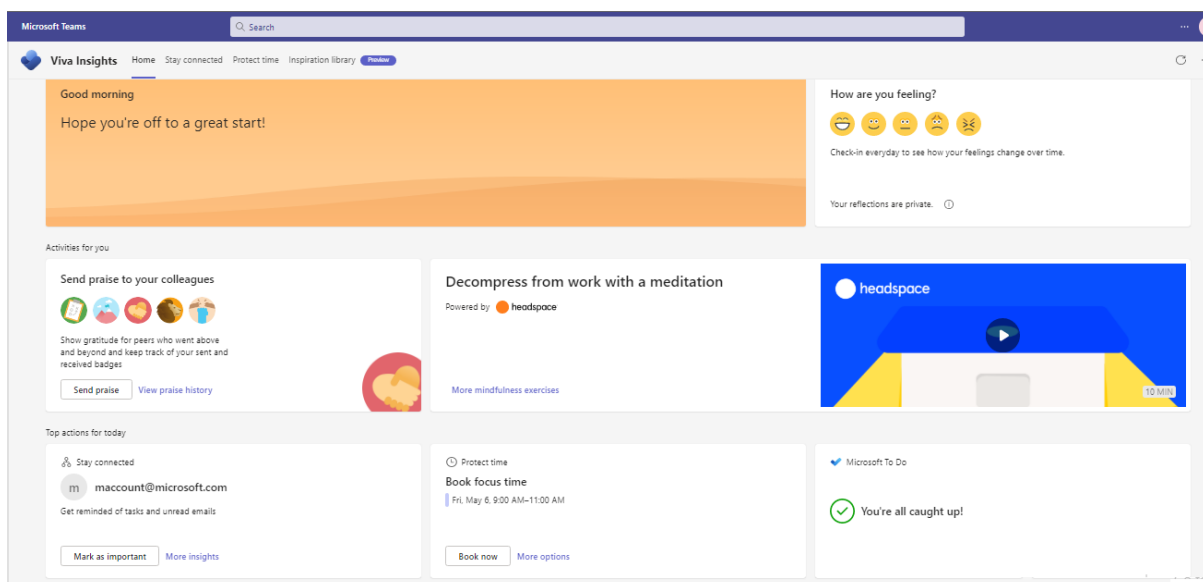 Microsoft Teams
Search
Viva Insights Home Stay connected Protect time Inspiration library Preview
Good morning
Hope you're off to a great start!
How are you feeling?
Check-in everyday to see how your feelings change over time.
Your reflections are private.
Activities for you
Send praise to your colleagues
Show gratitude for peers who went above
and beyond and keep track of your sent and
received badges
Send praise View praise history
Decompress from work with a meditation
Powered by headspace
More mindfulness exercises
headspace
10 MIN
Top actions for today
Stay connected
m maccount@microsoft.com
Get reminded of tasks and unread emails
Mark as important More insights
Protect time
Book focus time
Fri, May 6, 9:00 AM–11:00 AM
Book now More options
Microsoft To Do
You're all caught up!